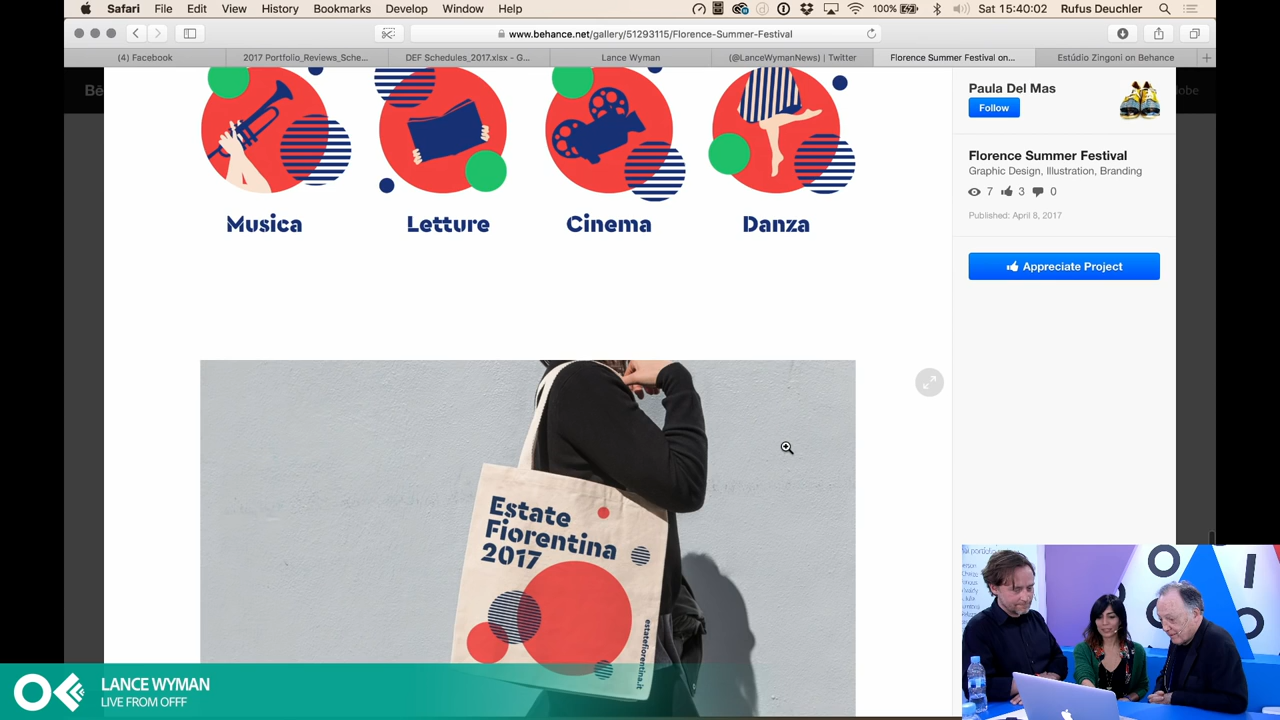 Safari File Edit View History Bookmarks Develop Window Help 100% Sat 15:40:02 Rufus Deuchler
www.behance.net/gallery/51293115/Florence-Summer-Festival
(4) Facebook 2017 Portfolio_Reviews_Sche... DEF Schedules_2017.xlsx - G... Lance Wyman (@LanceWymanNews) | Twitter Florence Summer Festival on... Estúdio Zingoni on Behance
Musica Letture Cinema Danza
Estate
Fiorentina
2017
estatefiorentina.it
Paula Del Mas
Follow
Florence Summer Festival
Graphic Design, Illustration, Branding
7 3 0
Published: April 8, 2017
Appreciate Project
LANCE WYMAN
LIVE FROM OFFF